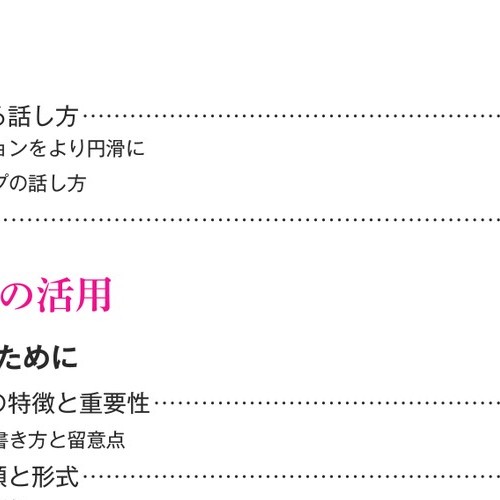 る話し方
ョンをより円滑に
プの話し方
の活用
ために
の特徴と重要性
書き方と留意点
類と形式